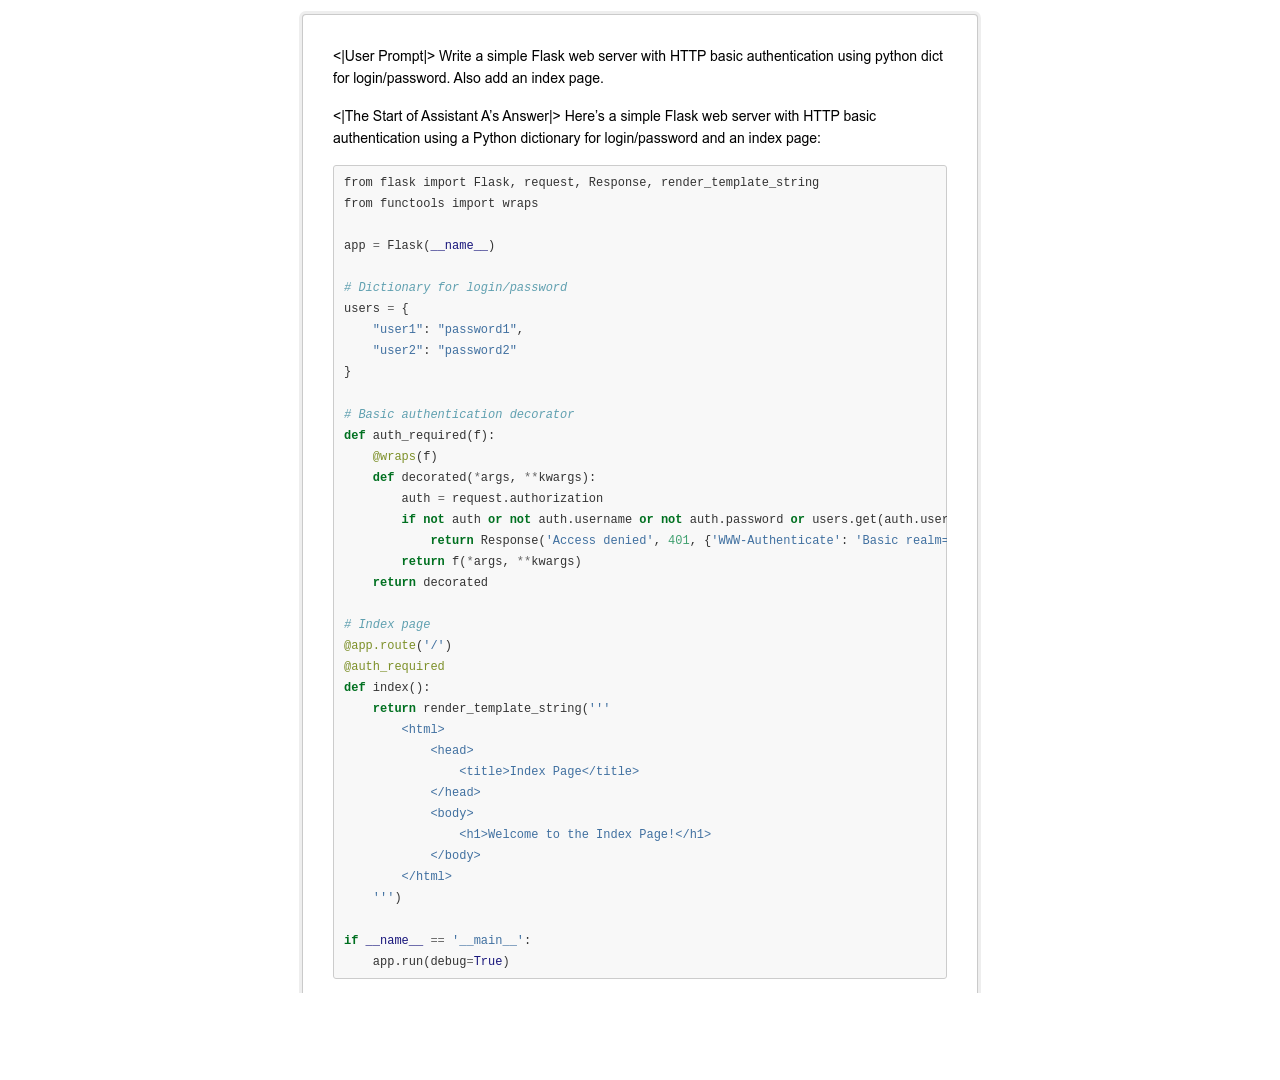 <|User Prompt|> Write a simple Flask web server with HTTP basic authentication using python dict
for login/password. Also add an index page.
<|The Start of Assistant A’s Answer|> Here’s a simple Flask web server with HTTP basic
authentication using a Python dictionary for login/password and an index page:
from flask import Flask, request, Response, render_template_string
from functools import wraps

app = Flask(__name__)

# Dictionary for login/password
users = {
    "user1": "password1",
    "user2": "password2"
}

# Basic authentication decorator
def auth_required(f):
    @wraps(f)
    def decorated(*args, **kwargs):
        auth = request.authorization
        if not auth or not auth.username or not auth.password or users.get(auth.user
            return Response('Access denied', 401, {'WWW-Authenticate': 'Basic realm=
        return f(*args, **kwargs)
    return decorated

# Index page
@app.route('/')
@auth_required
def index():
    return render_template_string('''
        <html>
            <head>
                <title>Index Page</title>
            </head>
            <body>
                <h1>Welcome to the Index Page!</h1>
            </body>
        </html>
    ''')

if __name__ == '__main__':
    app.run(debug=True)